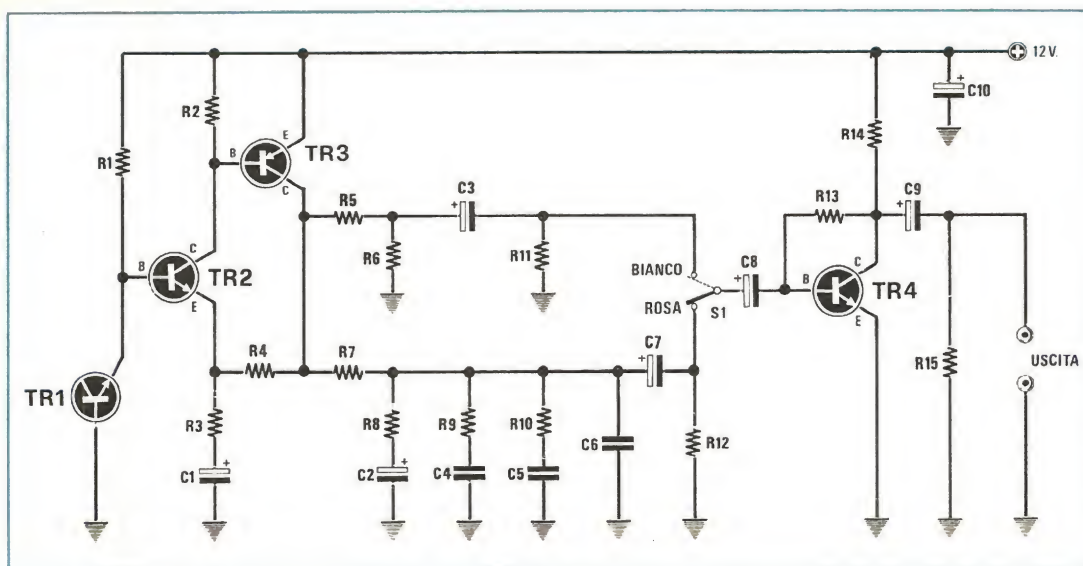 12 V.
C10
R2
R14
R1
E
B
TR3
C
C3
R13
C9
R5
R6
R11
C
B
TR2
E
BIANCO
ROSA
S1
C8
C
B
TR4
E
R15
USCITA
C7
R4
R7
TR1
R3
R8
R9
R10
C6
R12
C1
C2
C4
C5
+
+
+
+
+
+
+
+